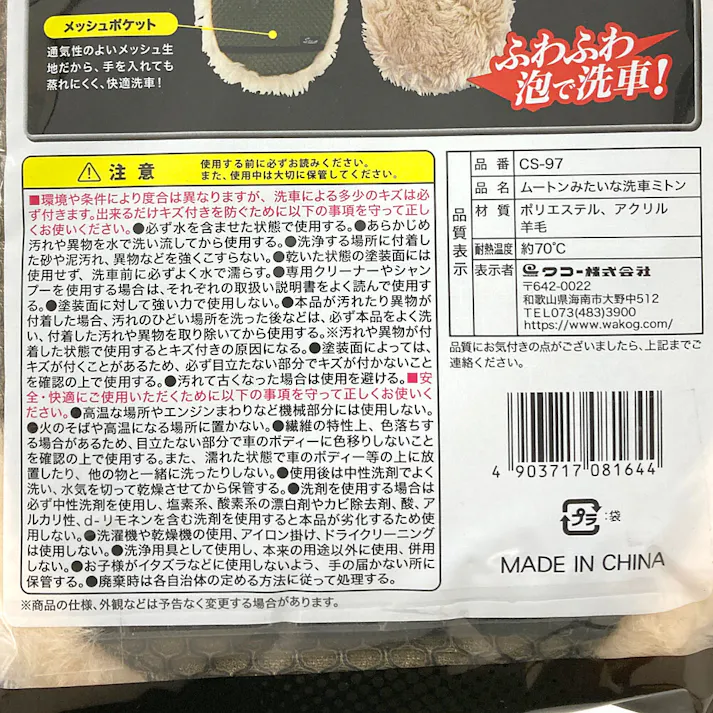 メッシュポケット
通気性のよいメッシュ生
地だから、手を入れても
蒸れにくく、快適洗車!
ふわふわ
泡で洗車!
注意
使用する前に必ずお読みください。
また、使用中は大切に保管してください。
■環境や条件により度合は異なりますが、洗車による多少のキズは必
ず付きます。出来るだけキズ付きを防ぐために以下の事項を守って正し
くお使いください。●必ず水を含ませた状態で使用する。●あらかじめ
汚れや異物を水で洗い流してから使用する。●洗浄する場所に付着し
た砂や泥汚れ、異物などを強くこすらない。●乾いた状態の塗装面には
使用せず、洗車前に必ずよく水で濡らす。●専用クリーナーやシャン
プーを使用する場合は、それぞれの取扱い説明書をよく読んで使用す
る。●塗装面に対して強い力で使用しない。●本品が汚れたり異物が
付着した場合、汚れのひどい場所を洗った後などは、必ず本品をよく洗
い、付着した汚れや異物を取り除いてから使用する。※汚れや異物が付
着した状態で使用するとキズ付きの原因になる。●塗装面によっては、
キズが付くことがあるため、必ず目立たない部分でキズが付かないこと
を確認の上で使用する。●汚れて古くなった場合は使用を避ける。■安
全・快適にご使用いただくために以下の事項を守って正しくお使いく
ださい。●高温な場所やエンジンまわりなど機械部分には使用しない。
●火のそばや高温になる場所に置かない。●繊維の特性上、色落ちす
る場合があるため、目立たない部分で車のボディーに色移りしないこと
を確認の上で使用する。また、濡れた状態で車のボディー等の上に放
置したり、他の物と一緒に洗ったりしない。●使用後は中性洗剤でよく
洗い、水気を切って乾燥させてから保管する。●洗剤を使用する場合は
必ず中性洗剤を使用し、塩素系、酸素系の漂白剤やカビ除去剤、酸、ア
ルカリ性、d-リモネンを含む洗剤を使用すると本品が劣化するため使用
しない。●洗濯機や乾燥機の使用、アイロン掛け、ドライクリーニング
は使用しない。●洗浄用具として使用し、本来の用途以外に使用、併用
しない。●お子様がイタズラなどに使用しないよう、手の届かない所に
保管する。●廃棄時は各自治体の定める方法に従って処理する。
※商品の仕様、外観などは予告なく変更する場合があります。
品質表示
品番 CS-97
品名 ムートンみたいな洗車ミトン
材質 ポリエステル、アクリル
羊毛
耐熱温度 約70℃
表示者 ワコー株式会社
〒642-0022
和歌山県海南市大野中512
TEL073(483)3900
https://www.wakog.com/
品質にお気付きの点がございましたら、上記までご
連絡ください。
4 903717 081644
プラ :袋
MADE IN CHINA